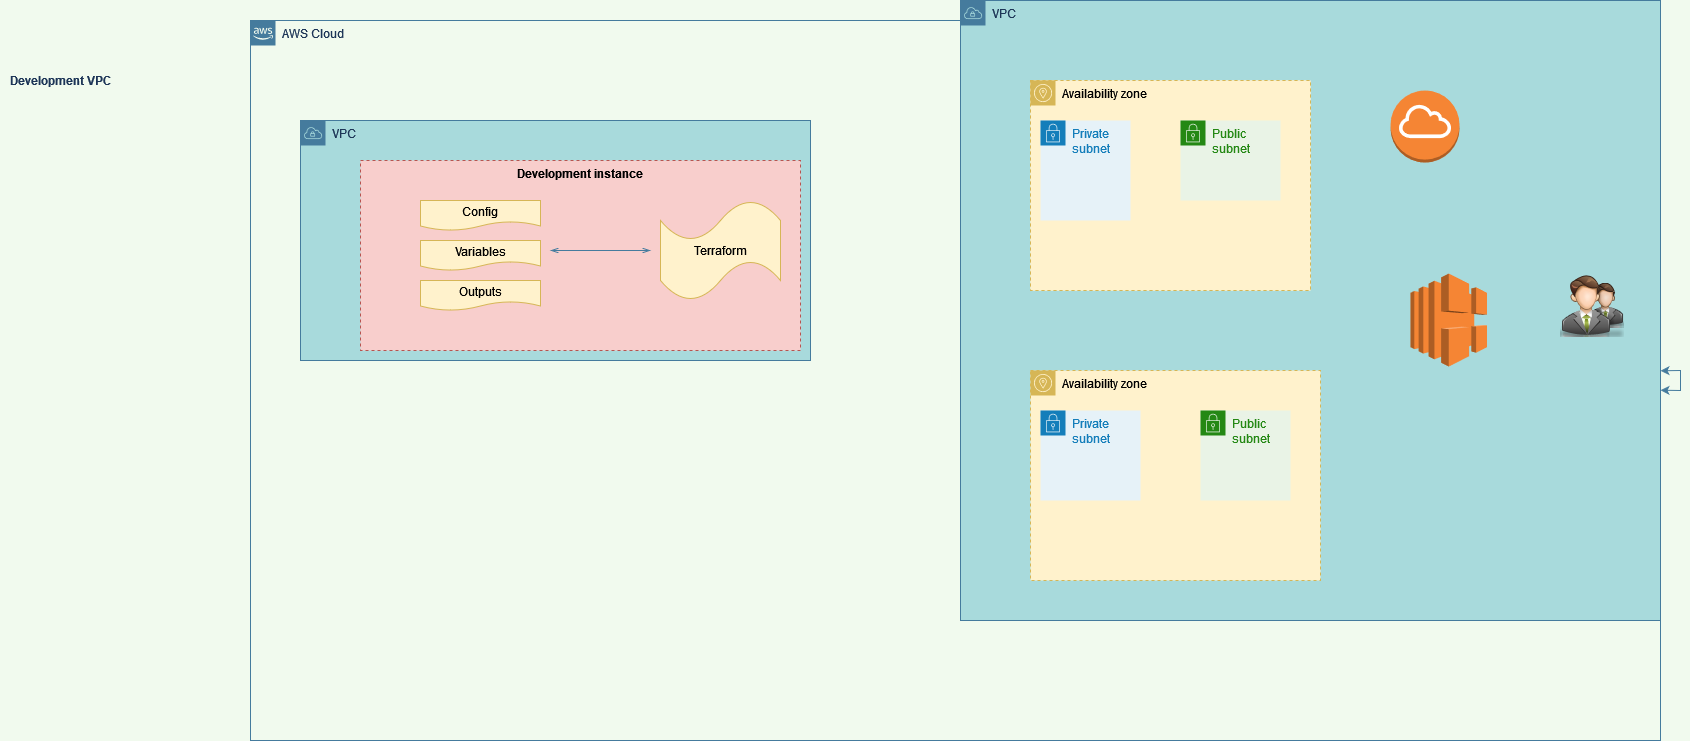 VPC
aws
AWS Cloud
Development VPC
Availability zone
Private
subnet
Public
subnet
VPC
Development instance
Config
Variables
Outputs
Terraform
Availability zone
Private
subnet
Public
subnet